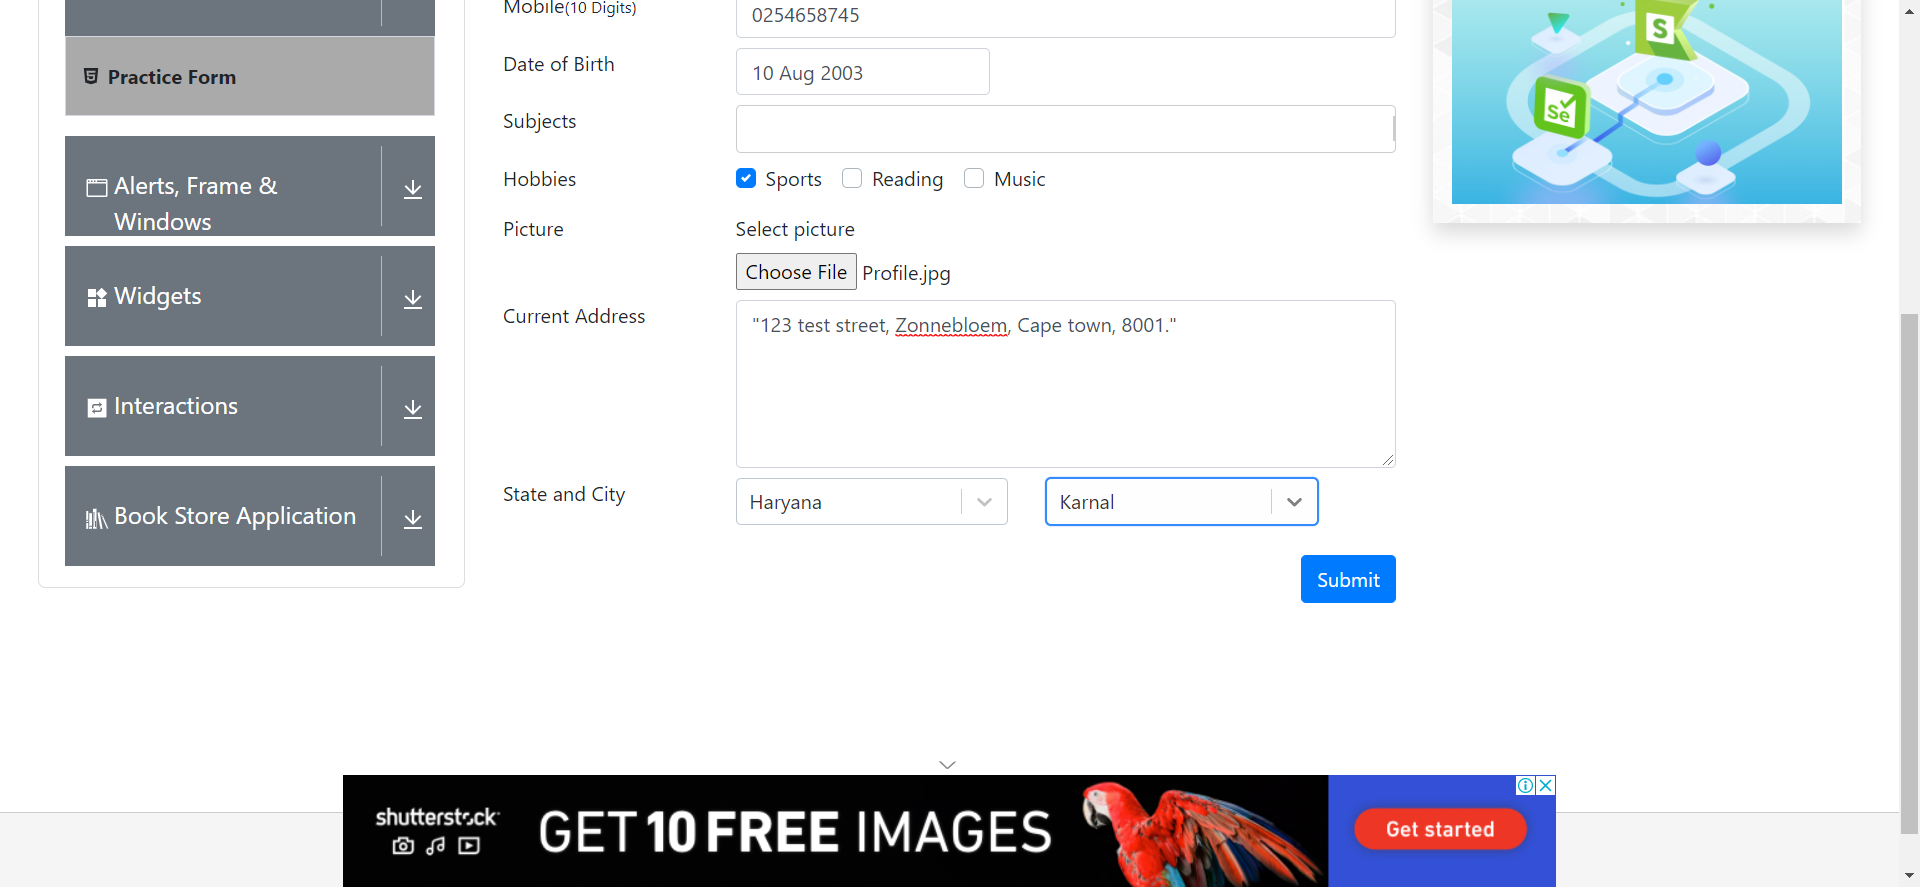 Practice Form
Alerts, Frame &
Windows
Widgets
Interactions
Book Store Application
Mobile(10 Digits)
0254658745
Date of Birth
10 Aug 2003
Subjects
Hobbies
Sports
Reading
Music
Picture
Select picture
Choose File Profile.jpg
Current Address
"123 test street, Zonnebloem, Cape town, 8001."
State and City
Haryana
Karnal
Submit
S
Se
shutterstock
GET 10 FREE IMAGES
Get started